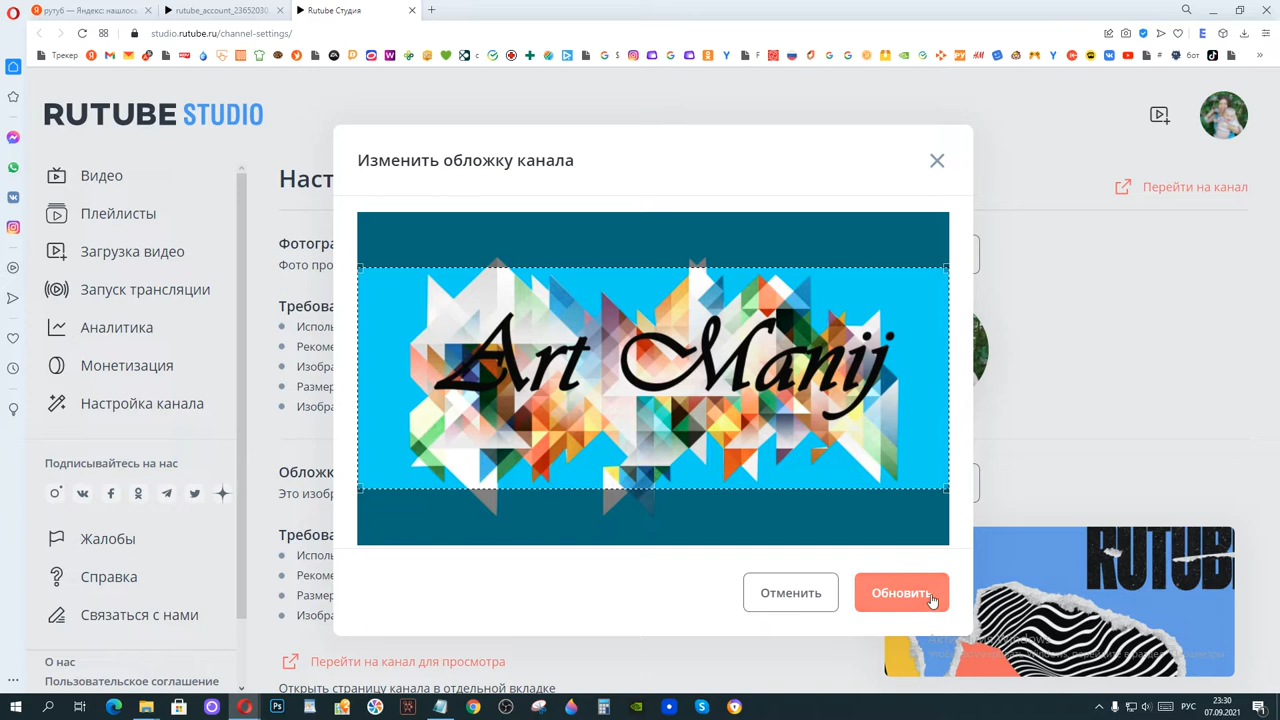 рутуб — Яндекс: нашлось
rutube_account_23652030
Rutube Студия
studio.rutube.ru/channel-settings/
Трекер
бот
RUTUBE STUDIO
Видео
Плейлисты
Загрузка видео
Запуск трансляции
Аналитика
Монетизация
Настройка канала
Подписывайтесь на нас
Жалобы
Справка
Связаться с нами
О нас
Пользовательское соглашение
Наст
Перейти на канал
Фотогра
Фото про
Требова
Исполь
Рекоме
Изобра
Размер
Изобра
Облож
Это изоб
Требова
Исполь
Рекоме
Размер
Изобра
Перейти на канал для просмотра
Открыть страницу канала в отдельной вкладке
Изменить обложку канала
Art Manij
Отменить
Обновить
RUTUB
РУС
23:30
07.09.2021